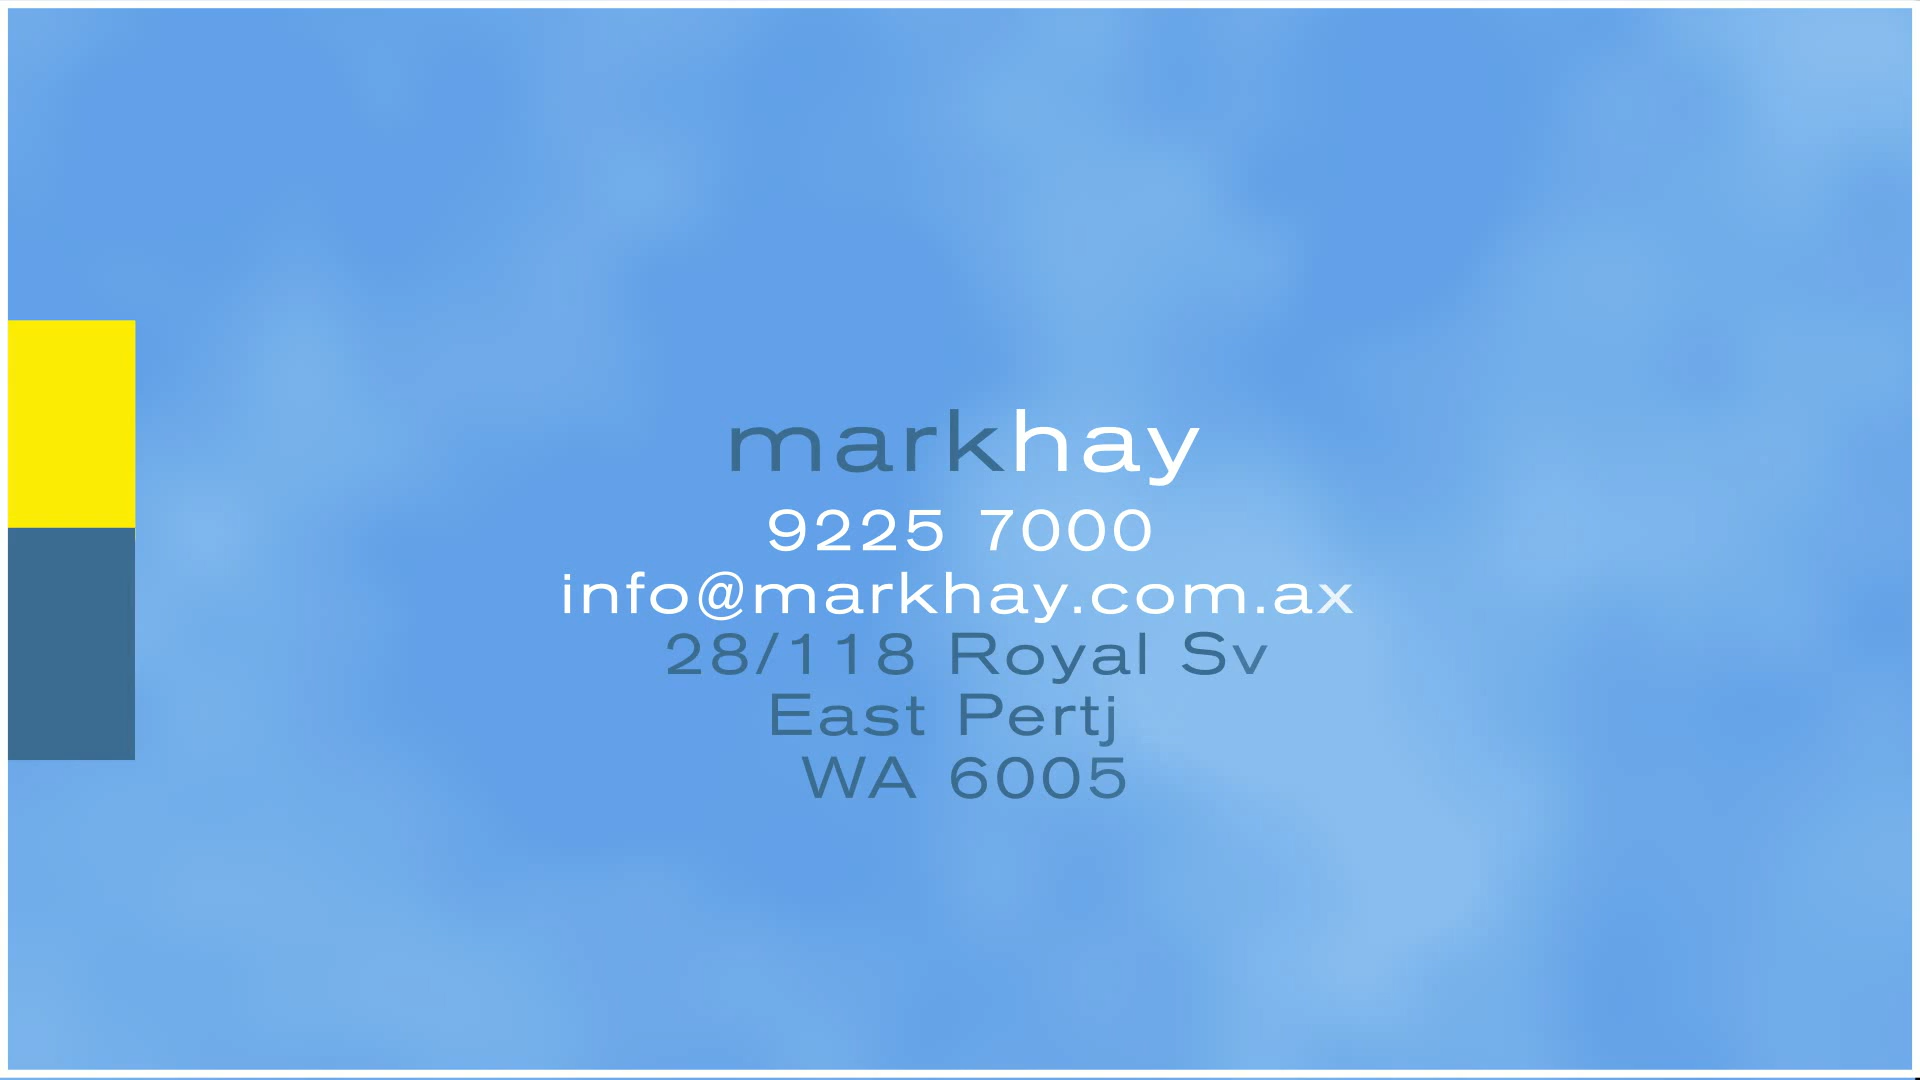 markhay
9225 7000
info@markhay.com.ax
28/118 Royal Sv
East Pertj
WA 6005